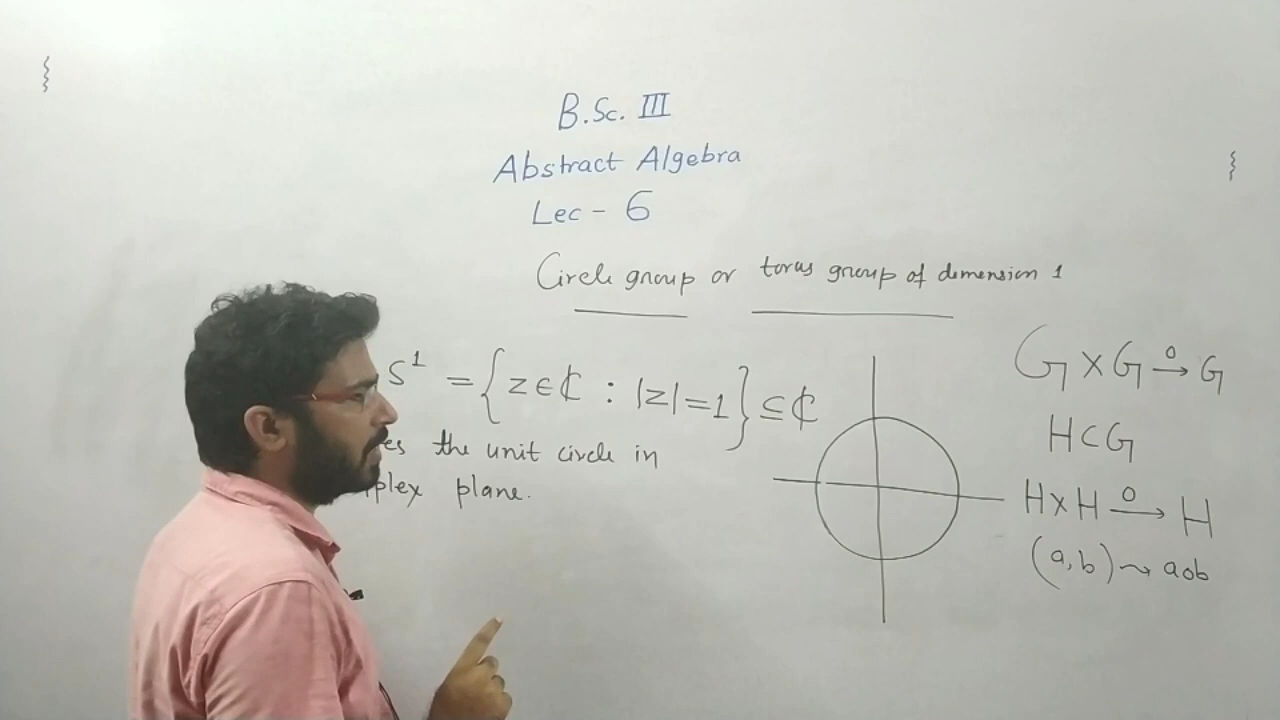 B.Sc. III
Abstract Algebra
Lec - 6
Circle group or torus group of dimension 1
S¹ = {z∈ℂ : |z|=1} ⊆ ℂ
the unit circle in
plane.
G × G →° G
H⊂G
H × H →° H
(a,b) ⇝ aob